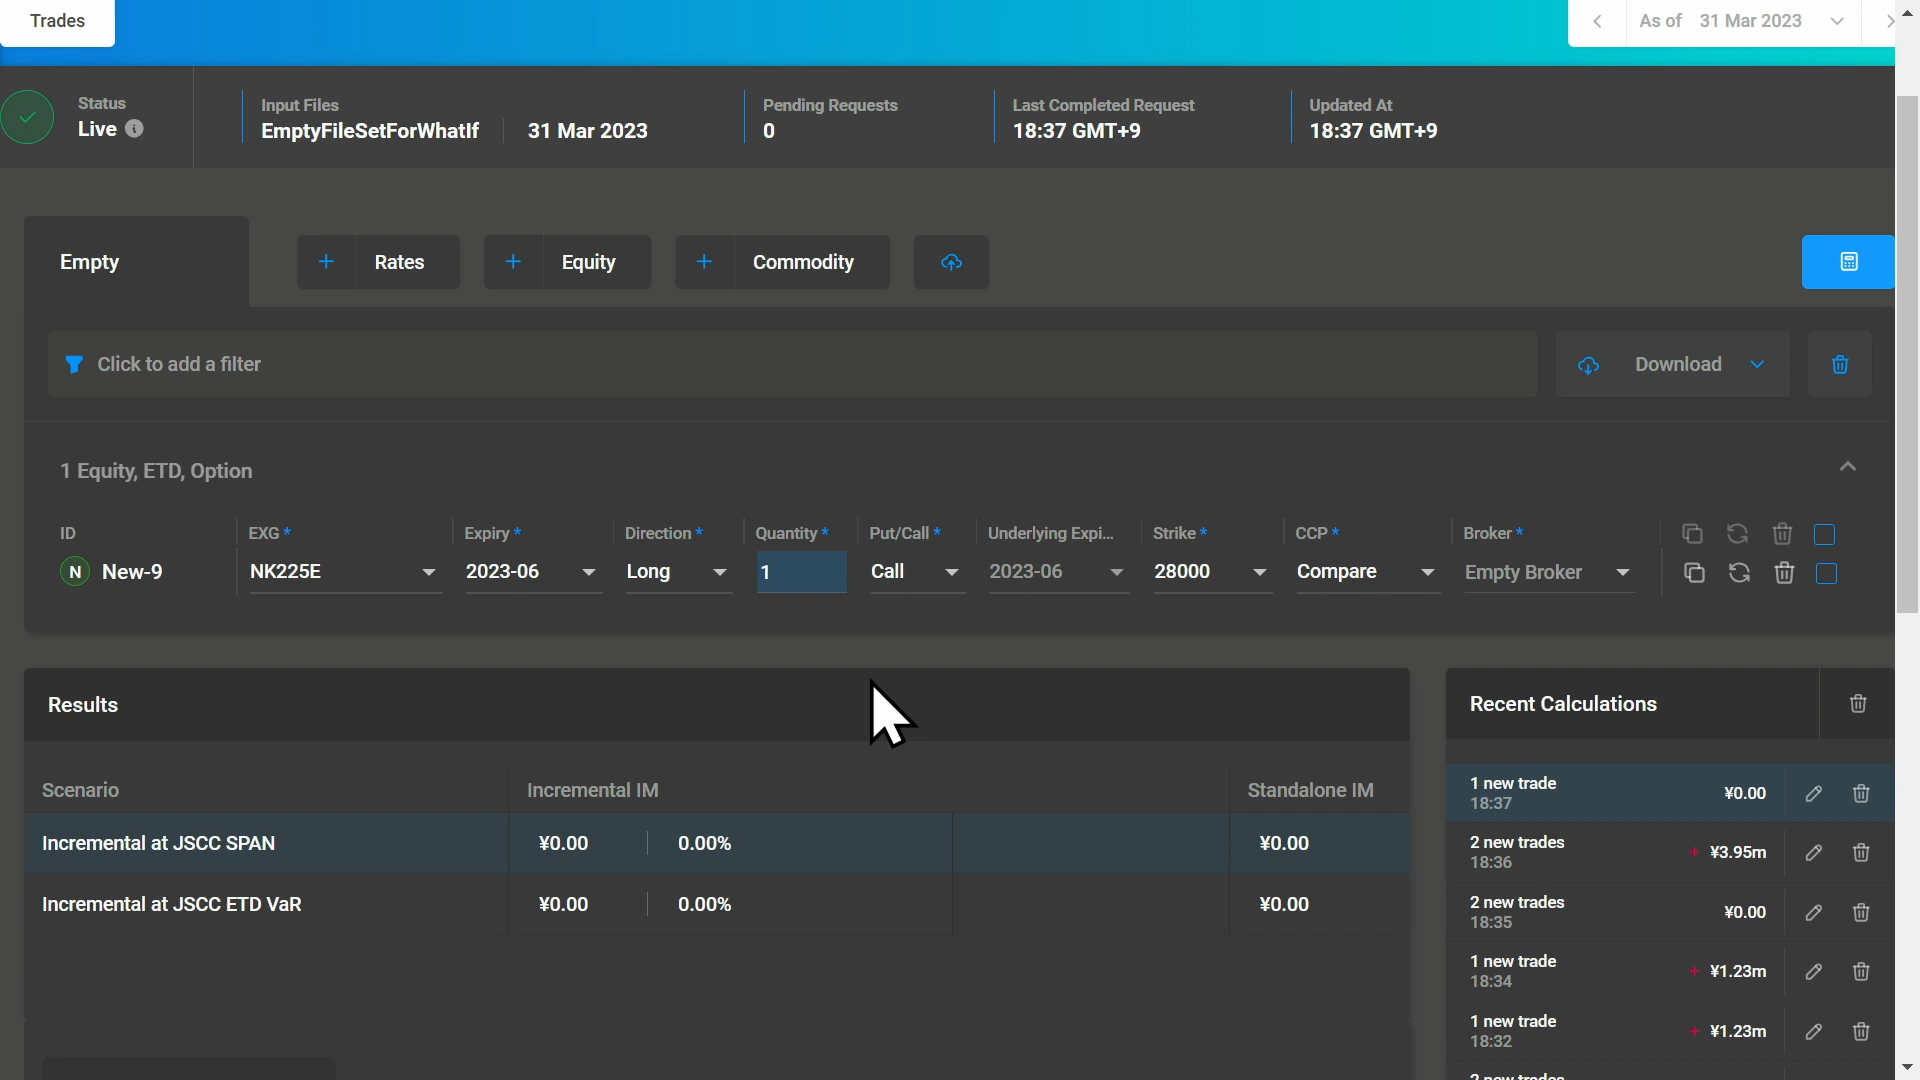 Trades
As of 31 Mar 2023
Status
Live
Input Files
EmptyFileSetForWhatIf
31 Mar 2023
Pending Requests
0
Last Completed Request
18:37 GMT+9
Updated At
18:37 GMT+9
Empty
+ Rates
+ Equity
+ Commodity
Click to add a filter
Download
1 Equity, ETD, Option
ID EXG * Expiry * Direction * Quantity * Put/Call * Underlying Expi... Strike * CCP * Broker *
N New-9 NK225E 2023-06 Long 1 Call 2023-06 28000 Compare Empty Broker
Results
Scenario Incremental IM Standalone IM
Incremental at JSCC SPAN ¥0.00 0.00% ¥0.00
Incremental at JSCC ETD VaR ¥0.00 0.00% ¥0.00
Recent Calculations
1 new trade
18:37
¥0.00
2 new trades
18:36
+ ¥3.95m
2 new trades
18:35
¥0.00
1 new trade
18:34
+ ¥1.23m
1 new trade
18:32
+ ¥1.23m
2 new trades